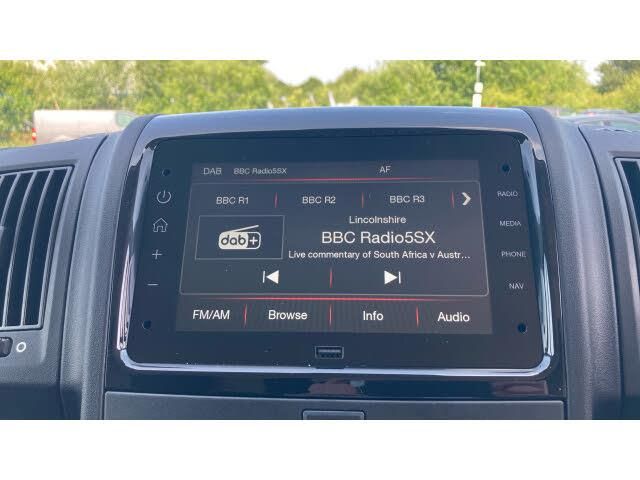 DAB BBC Radio5SX AF
BBC R1 BBC R2 BBC R3
RADIO
Lincolnshire
dab+
BBC Radio5SX
MEDIA
Live commentary of South Africa v Austr...
PHONE
NAV
FM/AM Browse Info Audio